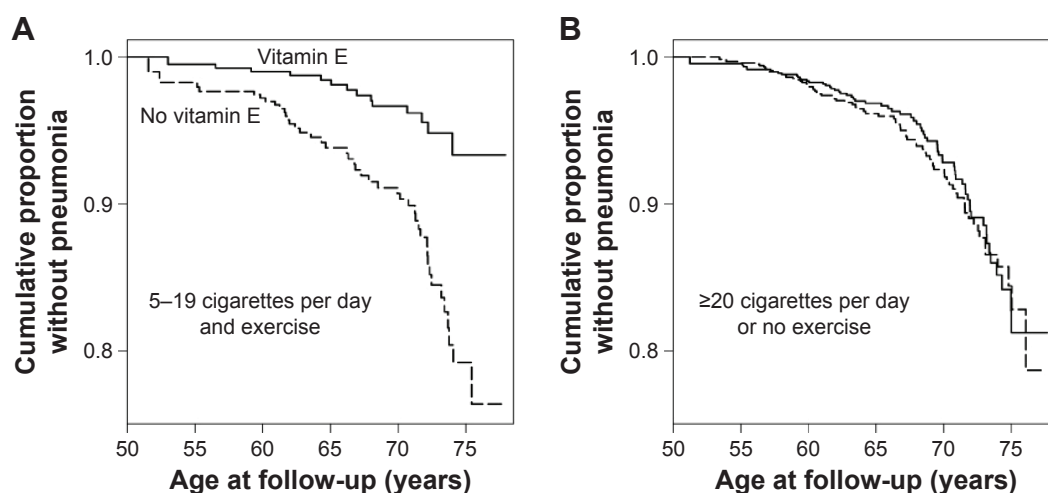 A
Cumulative proportion
without pneumonia
1.0
0.9
0.8
Vitamin E
No vitamin E
5–19 cigarettes per day
and exercise
50 55 60 65 70 75
Age at follow-up (years)
B
Cumulative proportion
without pneumonia
1.0
0.9
0.8
≥20 cigarettes per day
or no exercise
50 55 60 65 70 75
Age at follow-up (years)